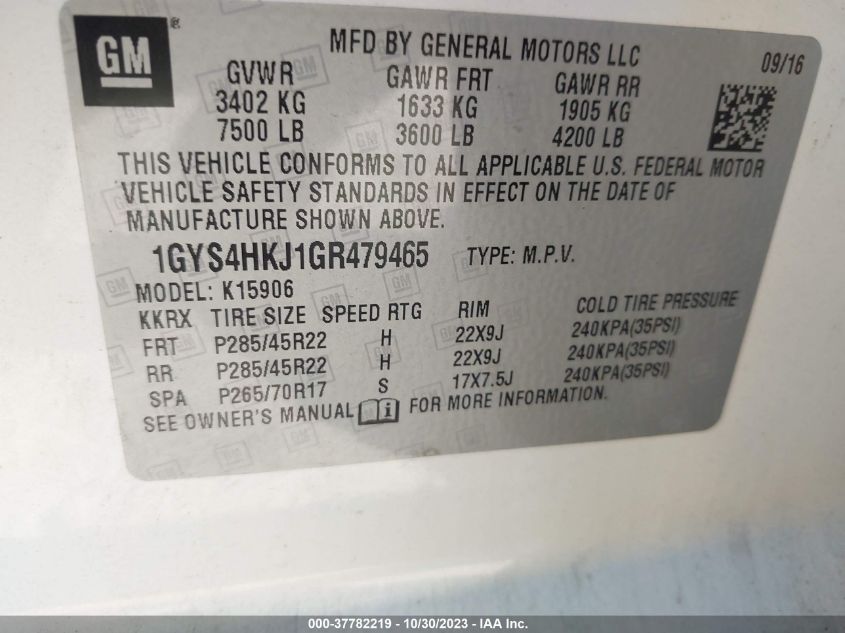 GM®
MFD BY GENERAL MOTORS LLC 09/16
GVWR GAWR FRT GAWR RR
3402 KG 1633 KG 1905 KG
7500 LB 3600 LB 4200 LB
THIS VEHICLE CONFORMS TO ALL APPLICABLE U.S. FEDERAL MOTOR
VEHICLE SAFETY STANDARDS IN EFFECT ON THE DATE OF
MANUFACTURE SHOWN ABOVE.
1GYS4HKJ1GR479465 TYPE: M.P.V.
MODEL: K15906
KKRX TIRE SIZE SPEED RTG RIM COLD TIRE PRESSURE
FRT P285/45R22 H 22X9J 240KPA(35PSI)
RR P285/45R22 H 22X9J 240KPA(35PSI)
SPA P265/70R17 S 17X7.5J 240KPA(35PSI)
SEE OWNER'S MANUAL i FOR MORE INFORMATION.
000-37782219 - 10/30/2023 - IAA Inc.